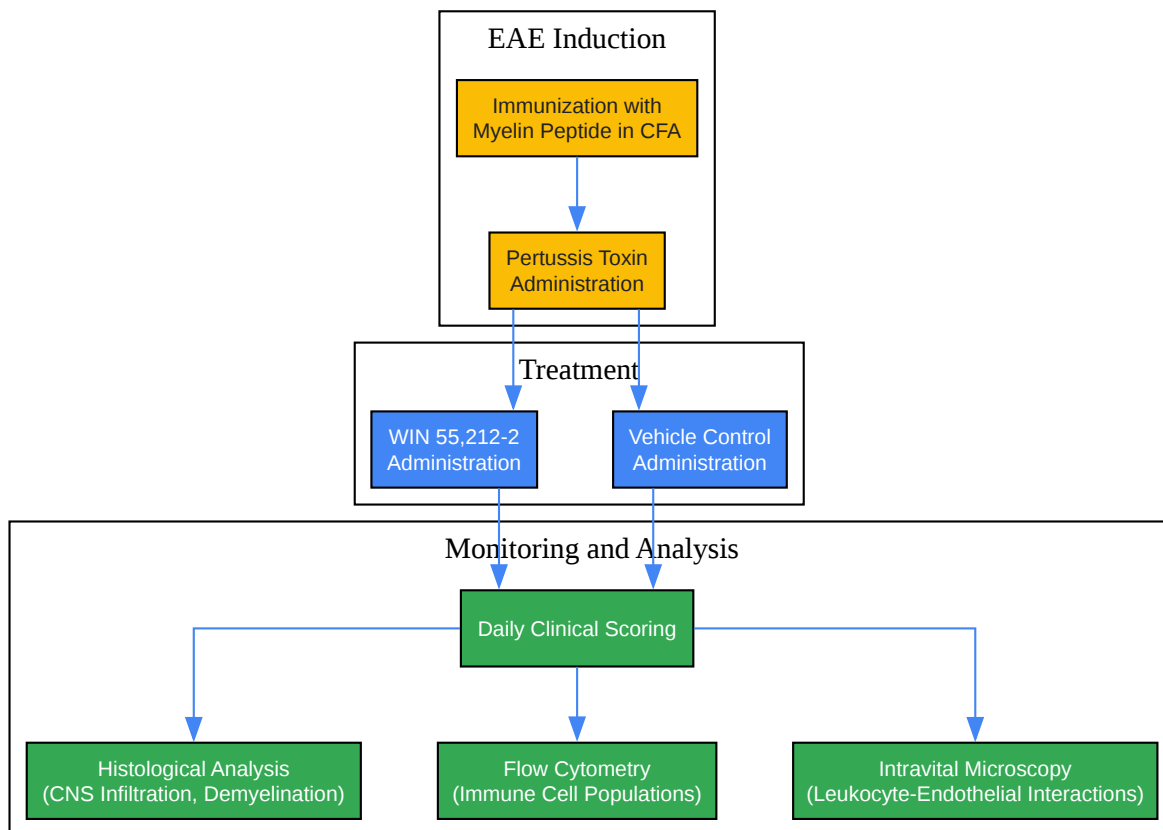 EAE Induction
Immunization with
Myelin Peptide in CFA
Pertussis Toxin
Administration
Treatment
WIN 55,212-2
Administration
Vehicle Control
Administration
Monitoring and Analysis
Daily Clinical Scoring
Histological Analysis
(CNS Infiltration, Demyelination)
Flow Cytometry
(Immune Cell Populations)
Intravital Microscopy
(Leukocyte-Endothelial Interactions)